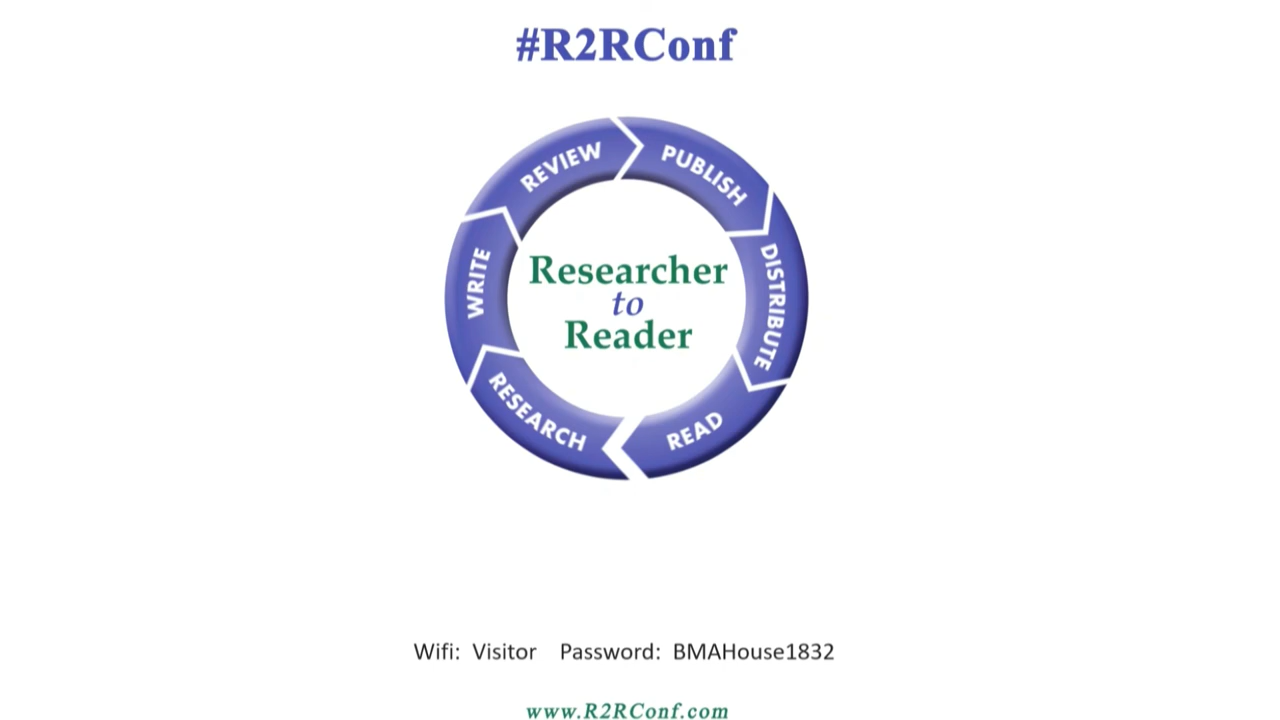 #R2RConf
REVIEW
PUBLISH
DISTRIBUTE
READ
RESEARCH
WRITE
Researcher
to
Reader
Wifi: Visitor Password: BMAHouse1832
www.R2RConf.com